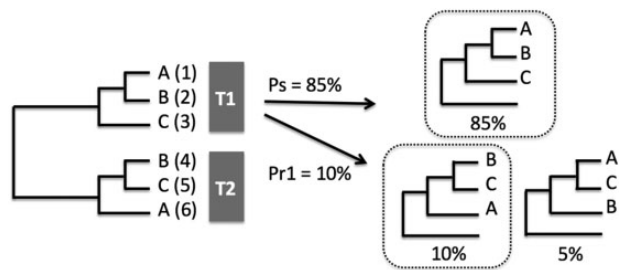 A (1)
B (2)
C (3)
T1
B (4)
C (5)
A (6)
T2
Ps = 85%
Pr1 = 10%
A
B
C
85%
B
C
A
10%
A
C
B
5%